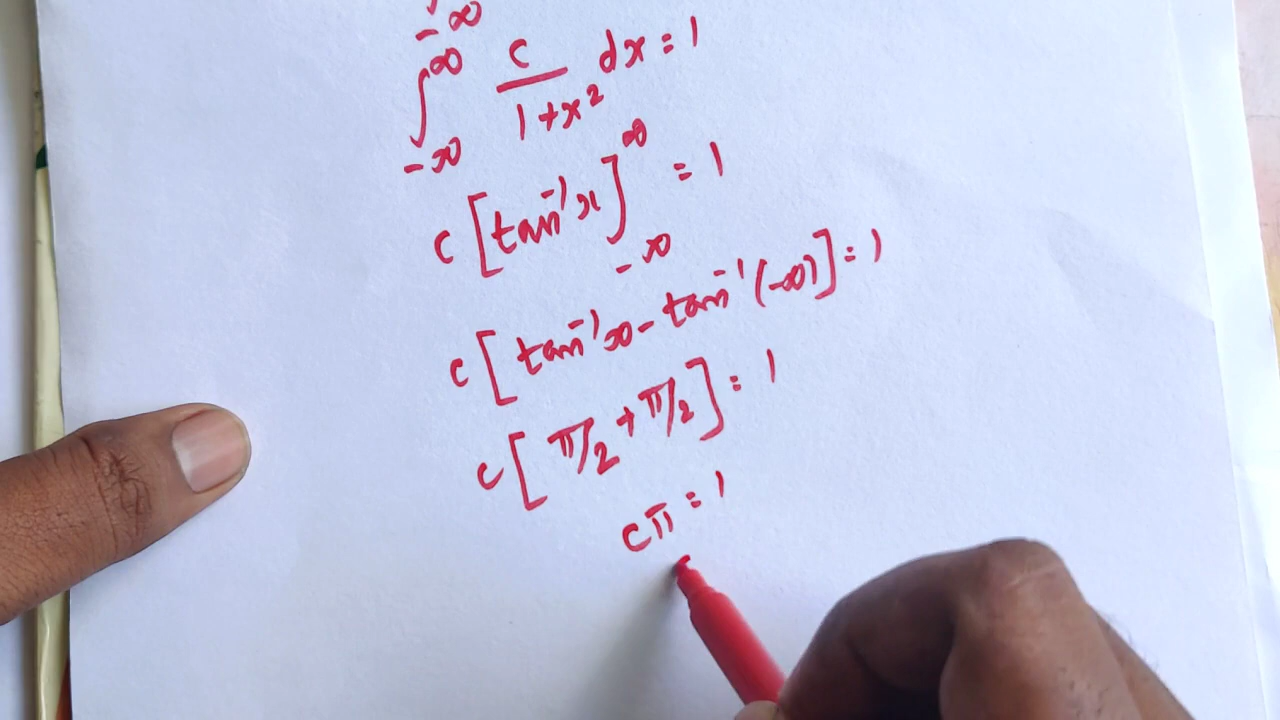 -∞
∫_{-∞}^{∞} c/(1+x²) dx = 1
c [tan⁻¹x]_{-∞}^{∞} = 1
c [tan⁻¹∞ - tan⁻¹(-∞)] = 1
c [π/2 + π/2] = 1
cπ = 1